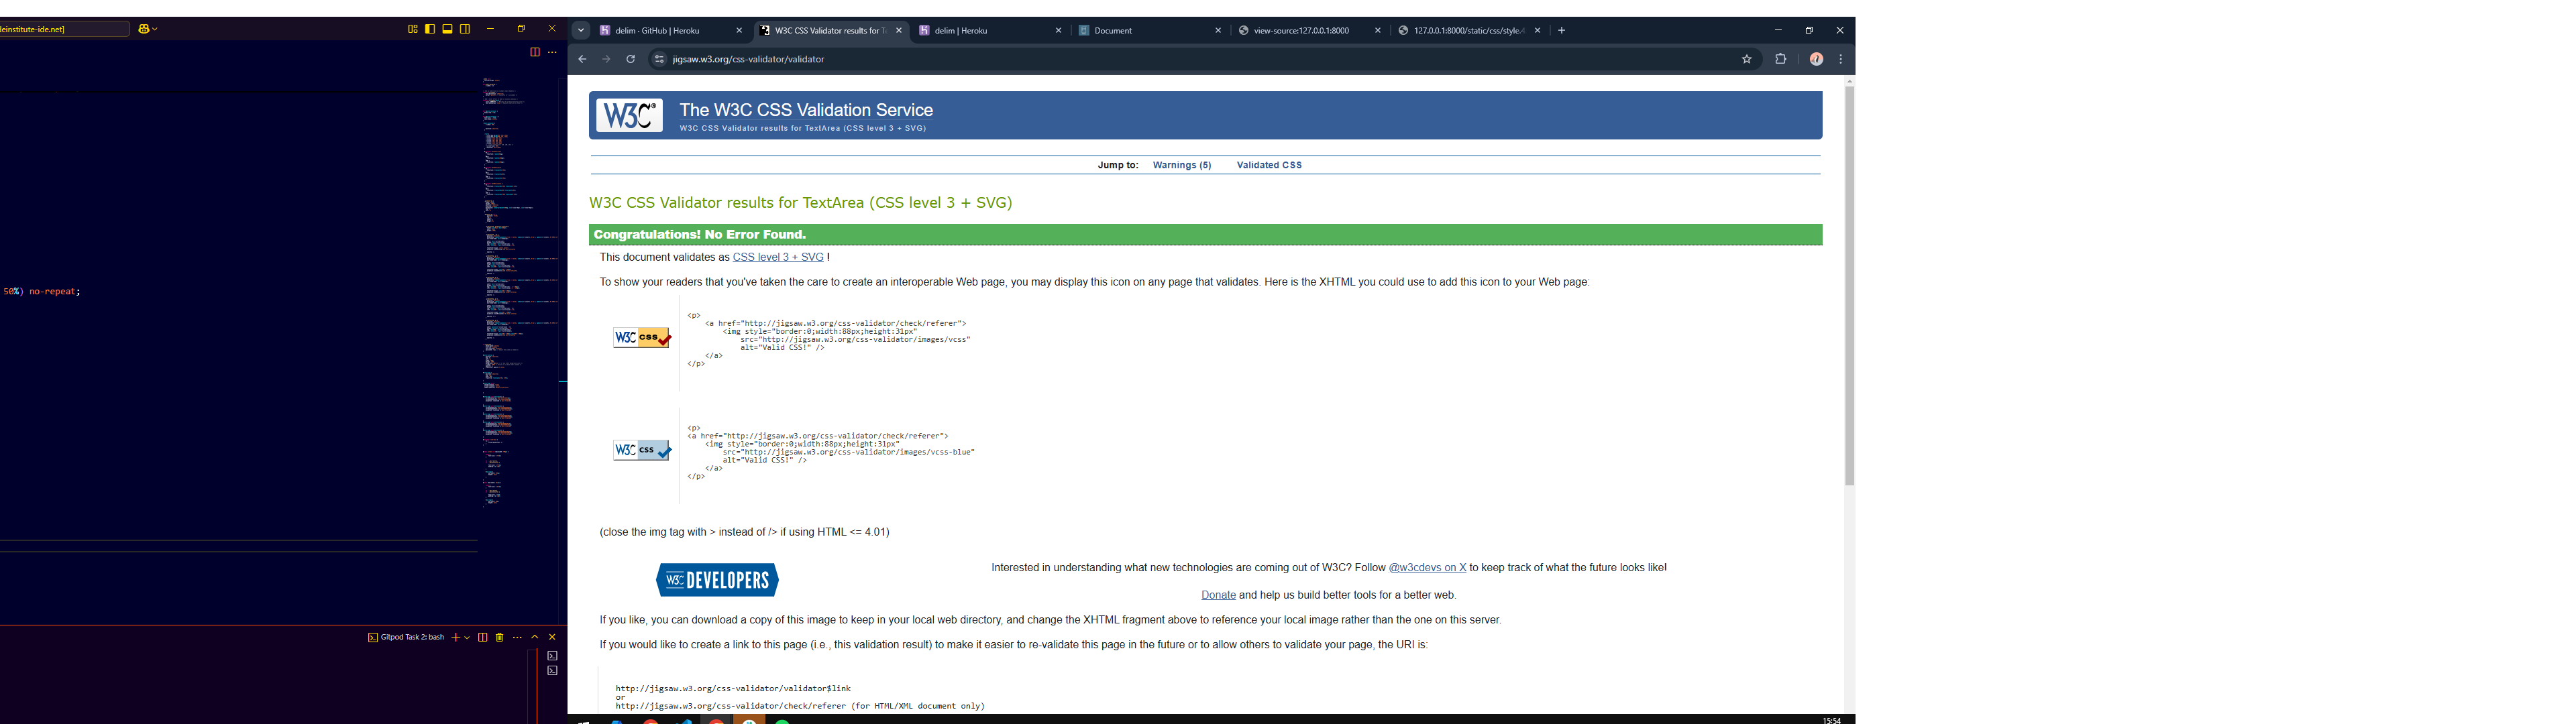 deinstitute-ide.net]
50%) no-repeat;
Gitpod Task 2: bash
delim · GitHub | Heroku
W3C CSS Validator results for Te
delim | Heroku
Document
view-source:127.0.0.1:8000
127.0.0.1:8000/static/css/style.
jigsaw.w3.org/css-validator/validator
W3C®
The W3C CSS Validation Service
W3C CSS Validator results for TextArea (CSS level 3 + SVG)
Jump to: Warnings (5) Validated CSS
W3C CSS Validator results for TextArea (CSS level 3 + SVG)
Congratulations! No Error Found.
This document validates as CSS level 3 + SVG !
To show your readers that you've taken the care to create an interoperable Web page, you may display this icon on any page that validates. Here is the XHTML you could use to add this icon to your Web page:
W3C css
<p>
<a href="http://jigsaw.w3.org/css-validator/check/referer">
<img style="border:0;width:88px;height:31px"
src="http://jigsaw.w3.org/css-validator/images/vcss"
alt="Valid CSS!" />
</a>
</p>
W3C css
<p>
<a href="http://jigsaw.w3.org/css-validator/check/referer">
<img style="border:0;width:88px;height:31px"
src="http://jigsaw.w3.org/css-validator/images/vcss-blue"
alt="Valid CSS!" />
</a>
</p>
(close the img tag with > instead of /> if using HTML <= 4.01)
W3C DEVELOPERS
Interested in understanding what new technologies are coming out of W3C? Follow @w3cdevs on X to keep track of what the future looks like!
Donate and help us build better tools for a better web.
If you like, you can download a copy of this image to keep in your local web directory, and change the XHTML fragment above to reference your local image rather than the one on this server.
If you would like to create a link to this page (i.e., this validation result) to make it easier to re-validate this page in the future or to allow others to validate your page, the URI is:
http://jigsaw.w3.org/css-validator/validator$link
or
http://jigsaw.w3.org/css-validator/check/referer (for HTML/XML document only)
15:54